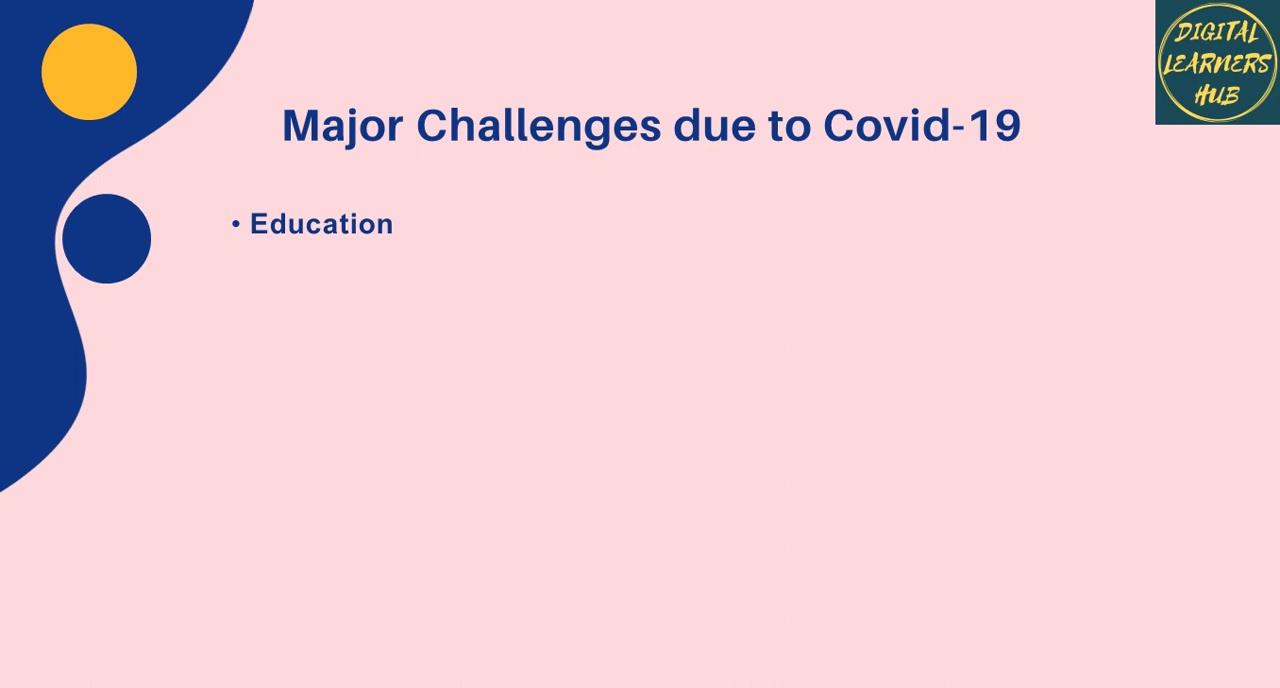 DIGITAL
LEARNERS
HUB
Major Challenges due to Covid-19
• Education